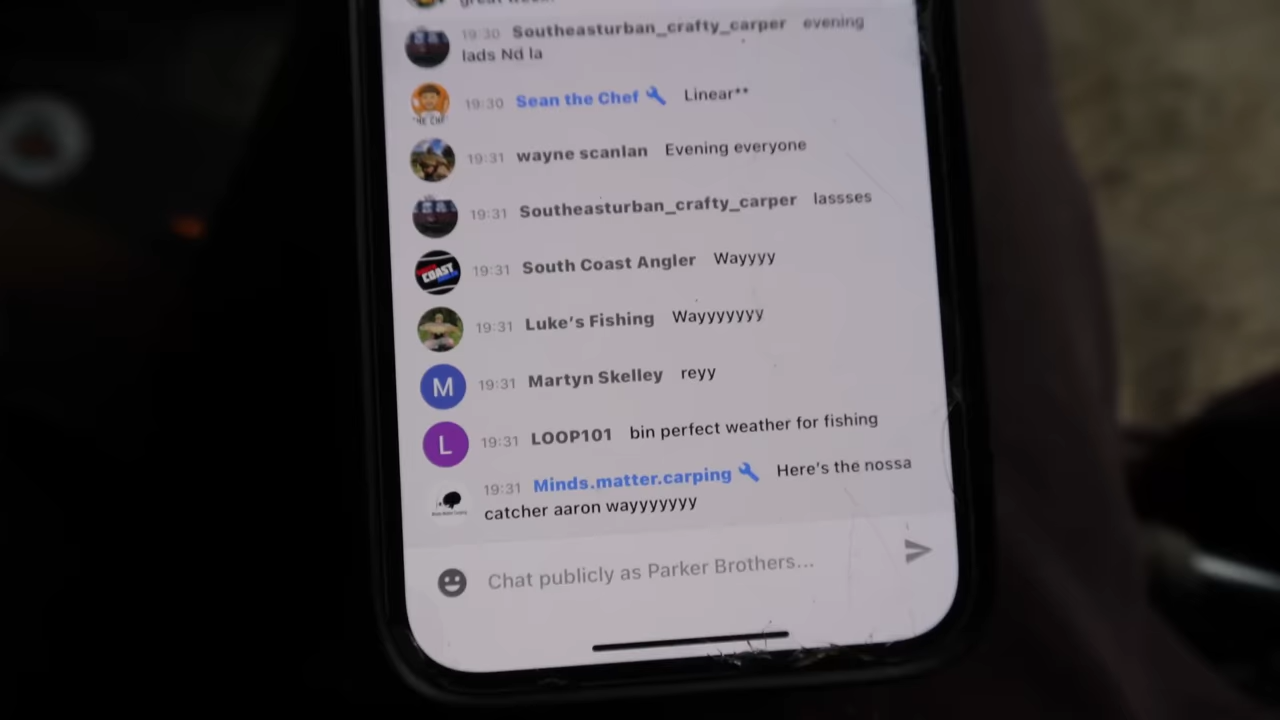 great week
19:30 Southeasturban_crafty_carper evening
lads Nd la
19:30 Sean the Chef Linear**
19:31 wayne scanlan Evening everyone
19:31 Southeasturban_crafty_carper lassses
COAST
19:31 South Coast Angler Wayyyy
19:31 Luke's Fishing Wayyyyyyy
M 19:31 Martyn Skelley reyy
L 19:31 LOOP101 bin perfect weather for fishing
19:31 Minds.matter.carping Here's the nossa
catcher aaron wayyyyyyy
Chat publicly as Parker Brothers...